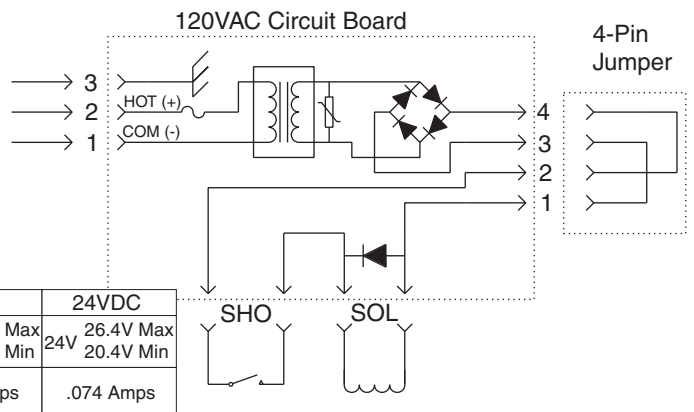 120VAC Circuit Board
4-Pin
Jumper
3
2 HOT (+)
1 COM (-)
4
3
2
1
SHO SOL
24VDC
Max 24V 26.4V Max
Min 20.4V Min
.074 Amps